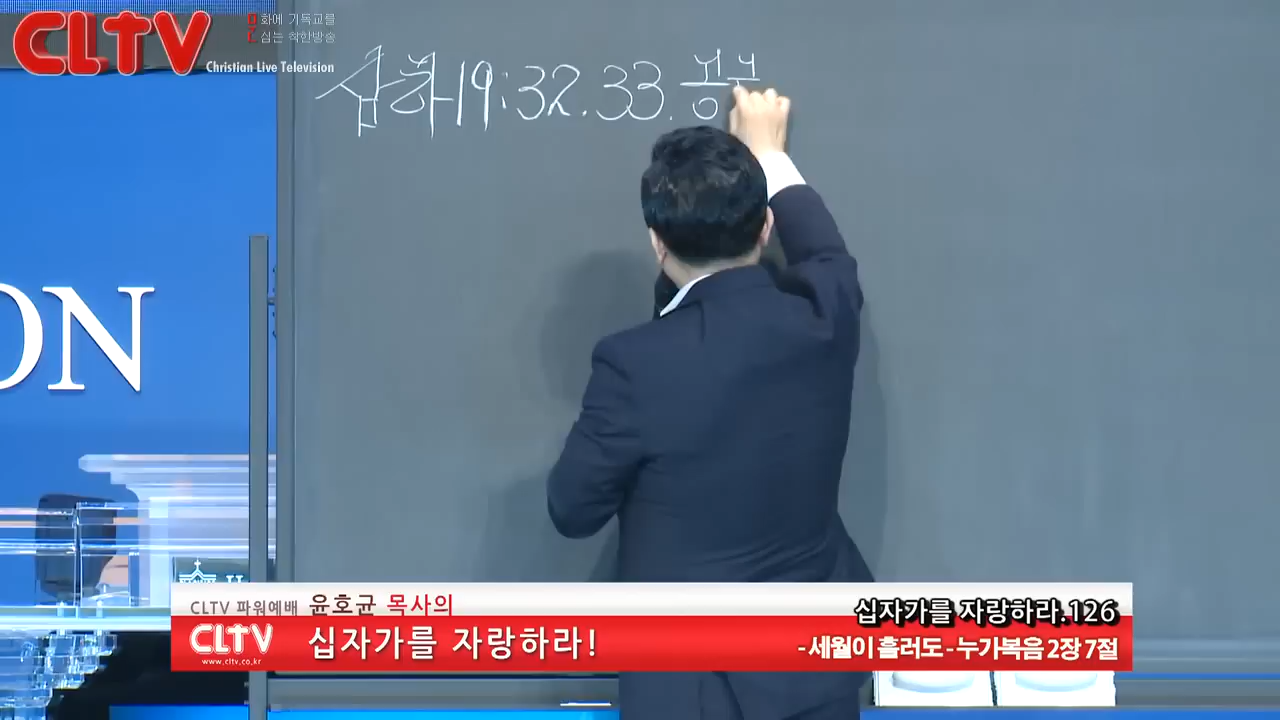 CLTV
문화에 기독교를
심는 착한방송
Christian Live Television
삼하19:32.33.
ON
CLTV 파워예배 윤호균 목사의
십자가를 자랑하라.126
CLTV
www.cltv.co.kr
십자가를 자랑하라!
- 세월이 흘러도 - 누가복음 2장 7절